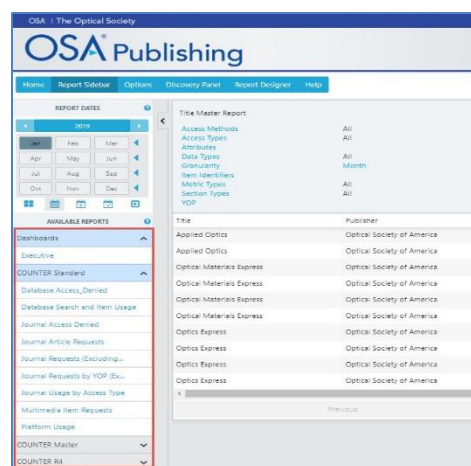 OSA | The Optical Society
OSA® Publishing
Home Report Sidebar Options Discovery Panel Report Designer Help
REPORT DATES
2019
Jan Feb Mar
Apr May Jun
Jul Aug Sep
Oct Nov Dec
AVAILABLE REPORTS
Dashboards
Executive
COUNTER Standard
Database Access_Denied
Database Search and Item Usage
Journal Access Denied
Journal Article Requests
Journal Requests (Excluding...
Journal Requests by YOP (Ex...
Journal Usage by Access Type
Multimedia Item Requests
Platform Usage
COUNTER Master
COUNTER R4
Title Master Report
Access Methods All
Access Types All
Attributes
Data Types All
Granularity Month
Item Identifiers
Metric Types All
Section Types All
YOP
Title Publisher
Applied Optics Optical Society of America
Applied Optics Optical Society of America
Optical Materials Express Optical Society of America
Optical Materials Express Optical Society of America
Optical Materials Express Optical Society of America
Optical Materials Express Optical Society of America
Optics Express Optical Society of America
Optics Express Optical Society of America
Optics Express Optical Society of America
Optics Express Optical Society of America
Previous